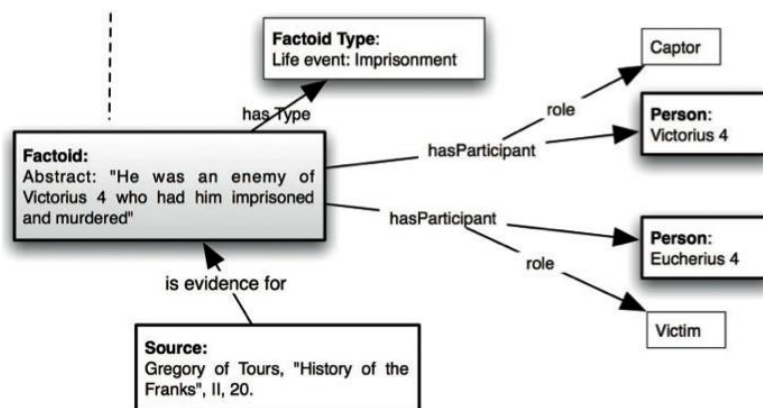 Factoid Type:
Life event: Imprisonment
Captor
has Type
role
Person:
Victorius 4
hasParticipant
Factoid:
Abstract: "He was an enemy of
Victorius 4 who had him imprisoned
and murdered"
hasParticipant
Person:
Eucherius 4
role
is evidence for
Victim
Source:
Gregory of Tours, "History of the
Franks", II, 20.